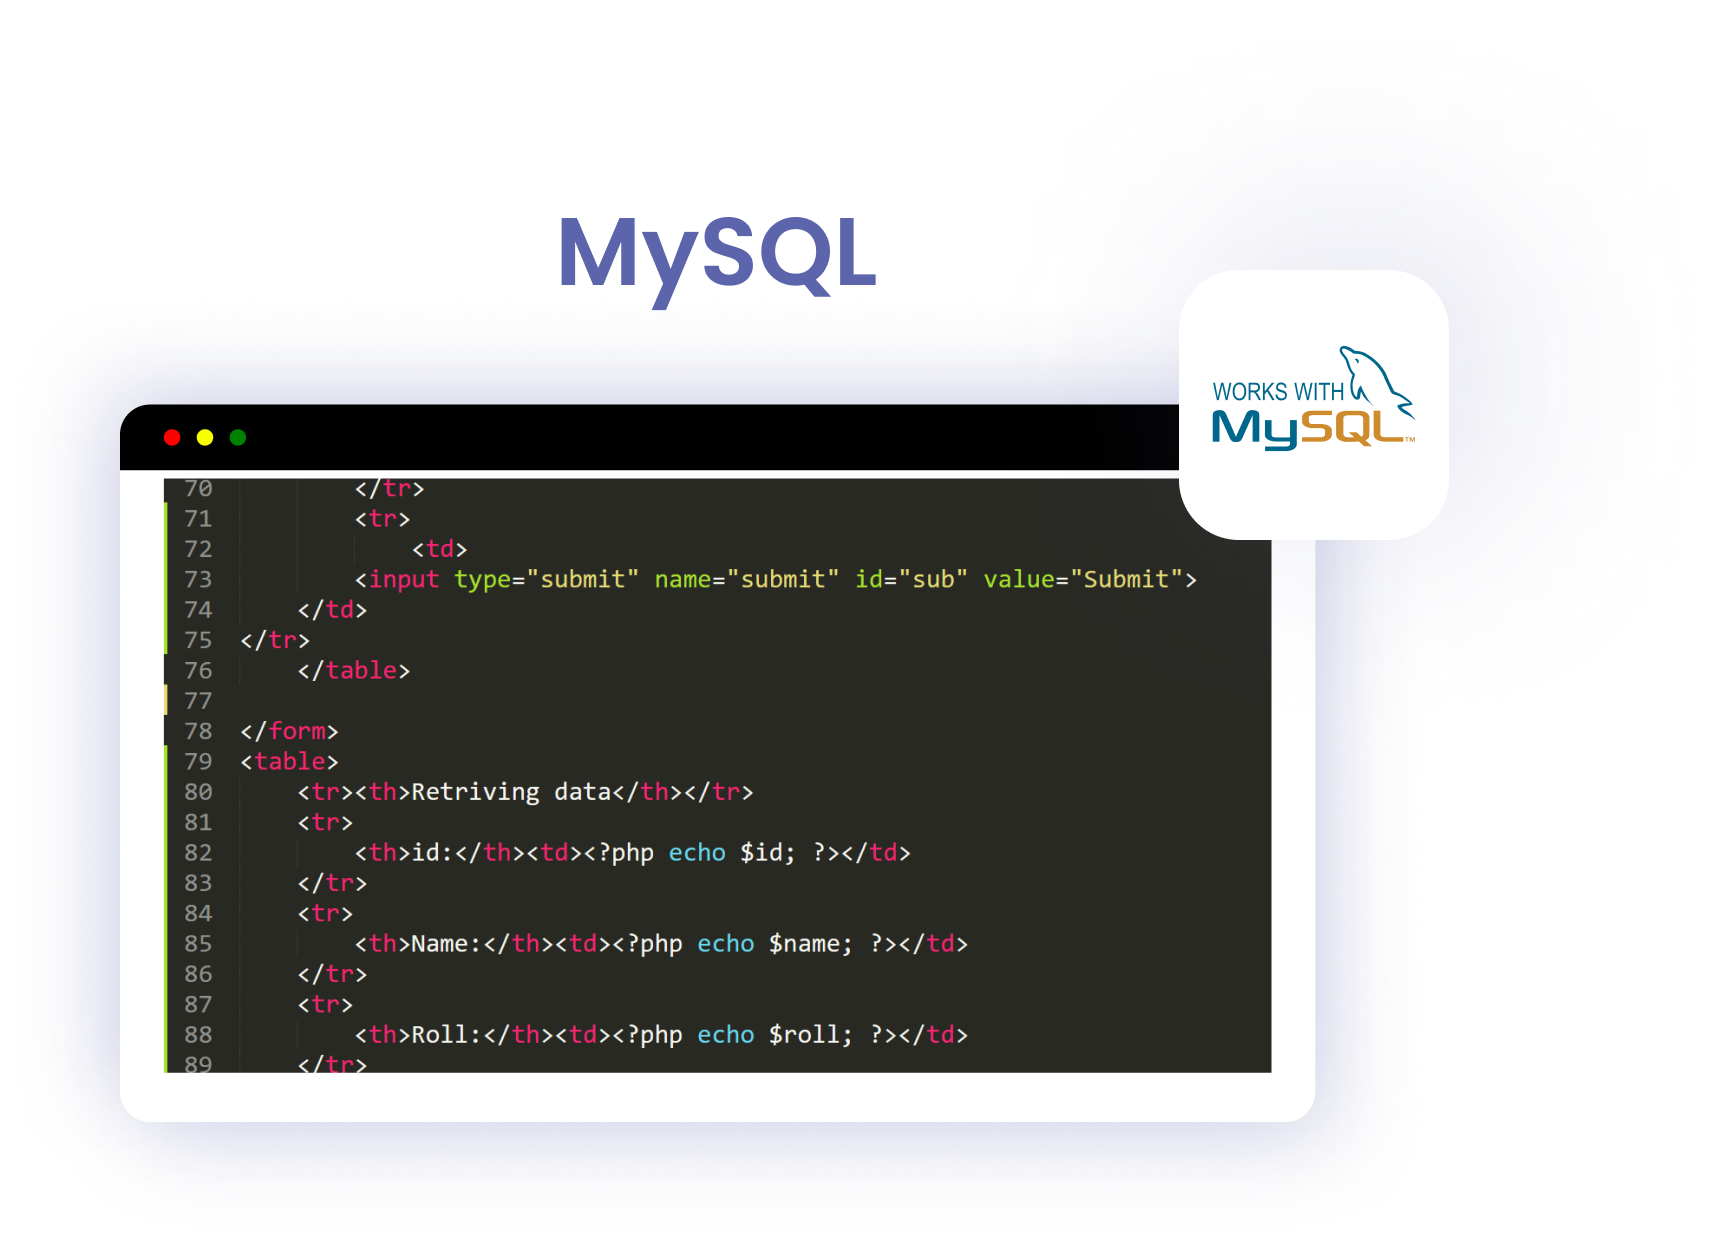 MySQL
WORKS WITH
MySQL™
70         </tr>
71         <tr>
72             <td>
73         <input type="submit" name="submit" id="sub" value="Submit">
74     </td>
75 </tr>
76     </table>
77
78 </form>
79 <table>
80     <tr><th>Retriving data</th></tr>
81     <tr>
82         <th>id:</th><td><?php echo $id; ?></td>
83     </tr>
84     <tr>
85         <th>Name:</th><td><?php echo $name; ?></td>
86     </tr>
87     <tr>
88         <th>Roll:</th><td><?php echo $roll; ?></td>
89     </tr>